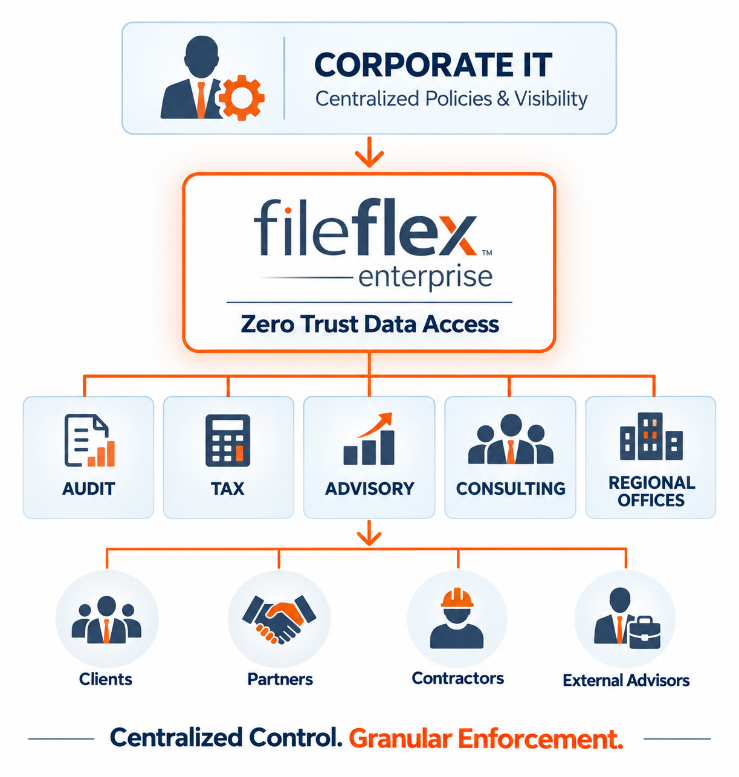 CORPORATE IT
Centralized Policies & Visibility
fileflex™
enterprise
Zero Trust Data Access
AUDIT
TAX
ADVISORY
CONSULTING
REGIONAL
OFFICES
Clients
Partners
Contractors
External Advisors
Centralized Control. Granular Enforcement.